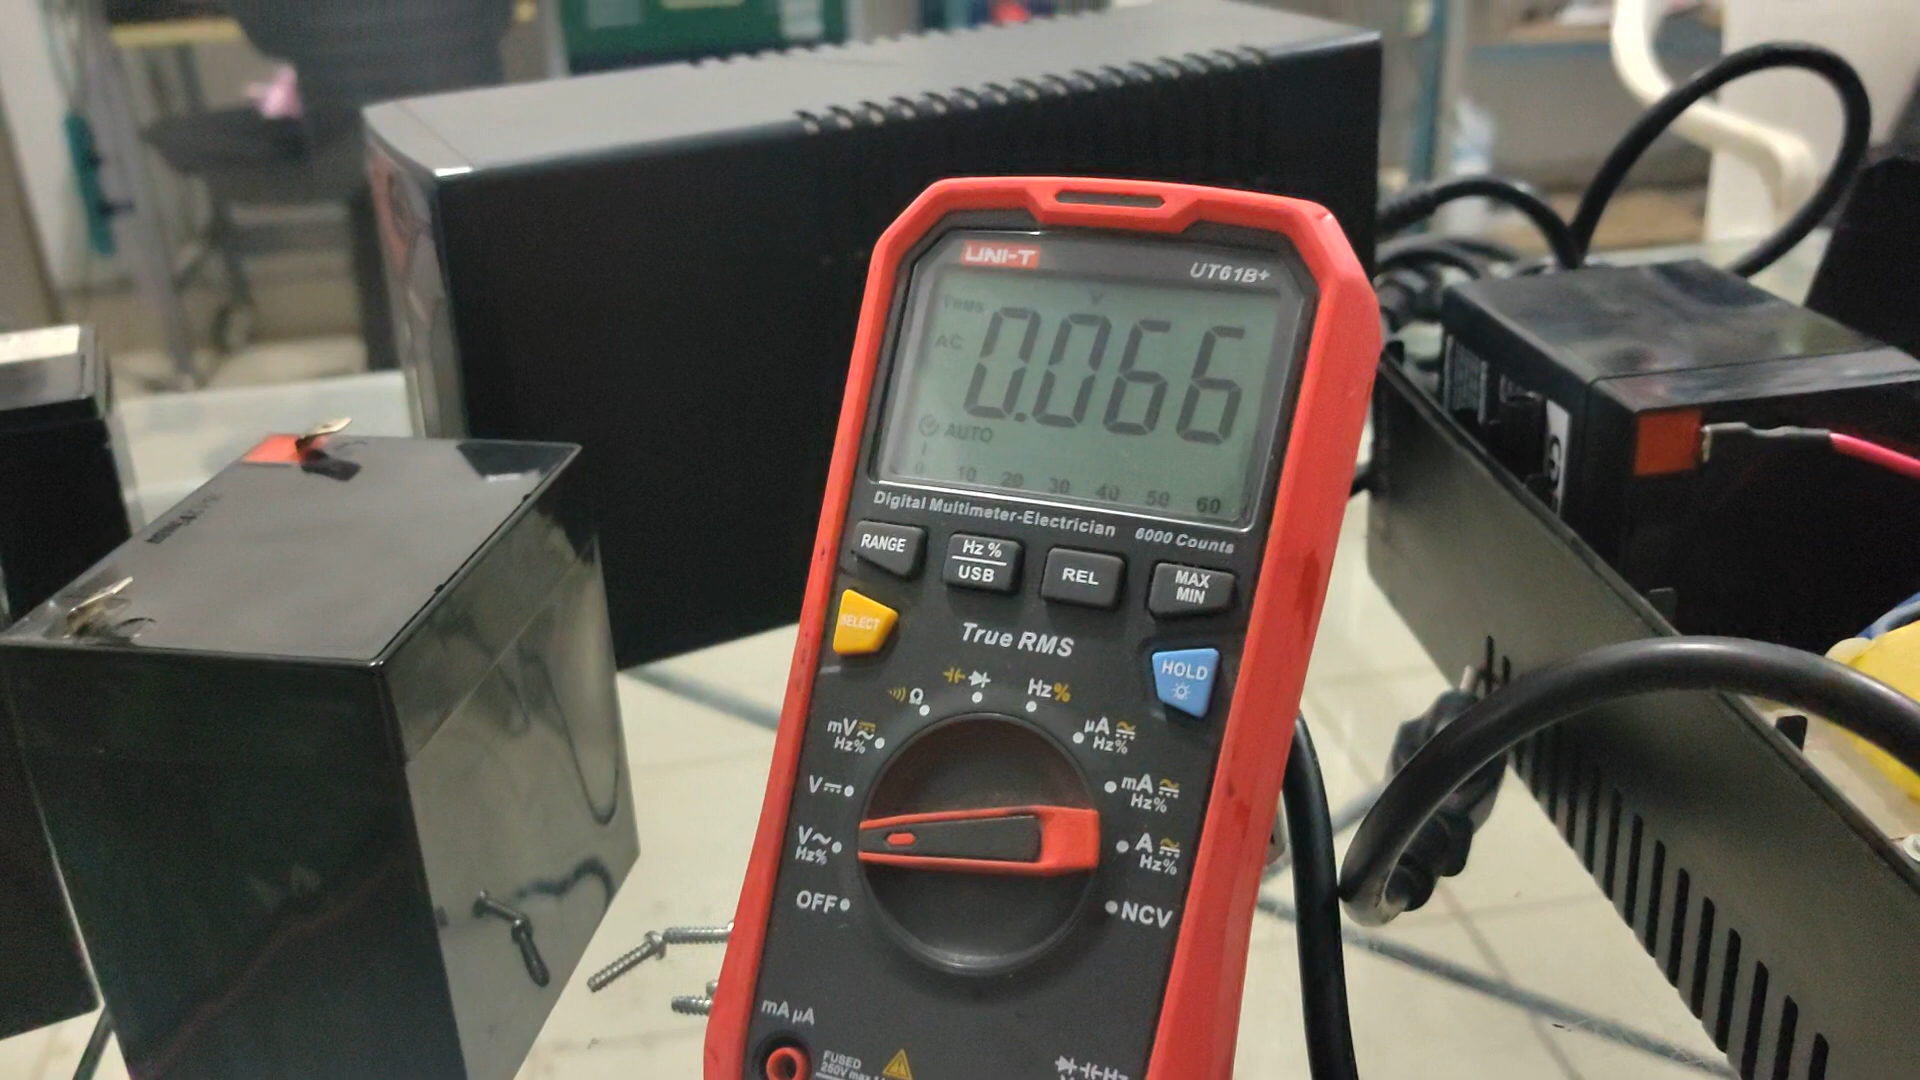 UNI-T
UT61B+
TRMS
V
AC
0.066
AUTO
0 10 20 30 40 50 60
Digital Multimeter-Electrician 6000 Counts
RANGE
Hz %
USB
REL
MAX
MIN
SELECT
True RMS
HOLD
Ω
Hz%
mV
Hz%
µA
Hz%
V
mA
Hz%
V~
Hz%
A
Hz%
OFF
NCV
mA µA
FUSED